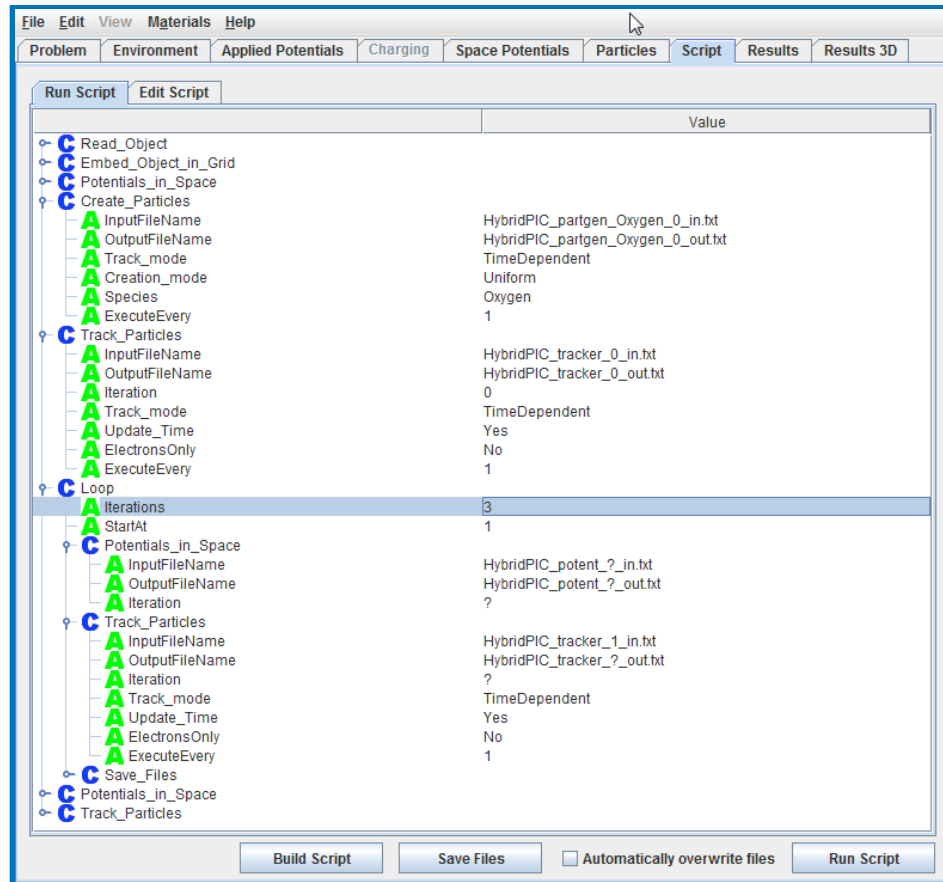 File Edit View Materials Help
Problem Environment Applied Potentials Charging Space Potentials Particles Script Results Results 3D
Run Script Edit Script
Value
C Read_Object
C Embed_Object_in_Grid
C Potentials_in_Space
C Create_Particles
A InputFileName HybridPIC_partgen_Oxygen_0_in.txt
A OutputFileName HybridPIC_partgen_Oxygen_0_out.txt
A Track_mode TimeDependent
A Creation_mode Uniform
A Species Oxygen
A ExecuteEvery 1
C Track_Particles
A InputFileName HybridPIC_tracker_0_in.txt
A OutputFileName HybridPIC_tracker_0_out.txt
A Iteration 0
A Track_mode TimeDependent
A Update_Time Yes
A ElectronsOnly No
A ExecuteEvery 1
C Loop
A Iterations 3
A StartAt 1
C Potentials_in_Space
A InputFileName HybridPIC_potent_?_in.txt
A OutputFileName HybridPIC_potent_?_out.txt
A Iteration ?
C Track_Particles
A InputFileName HybridPIC_tracker_1_in.txt
A OutputFileName HybridPIC_tracker_?_out.txt
A Iteration ?
A Track_mode TimeDependent
A Update_Time Yes
A ElectronsOnly No
A ExecuteEvery 1
C Save_Files
C Potentials_in_Space
C Track_Particles
Build Script Save Files Automatically overwrite files Run Script